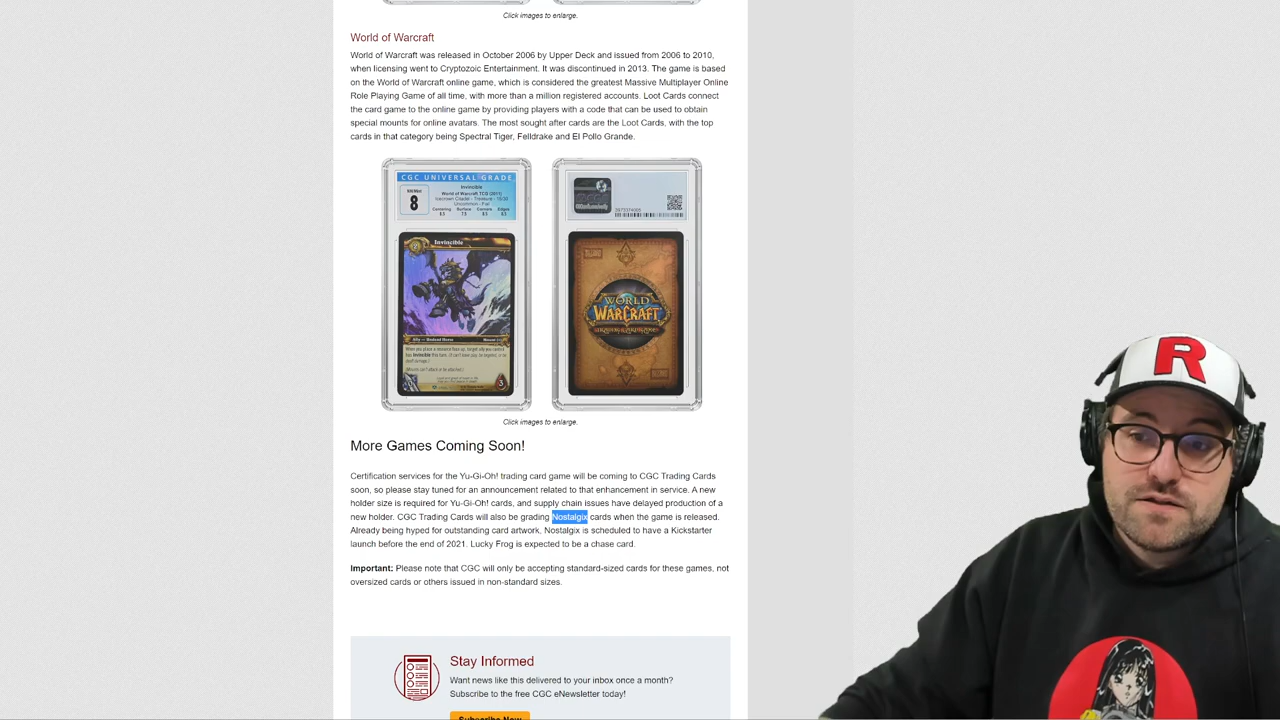 Click images to enlarge.
World of Warcraft
World of Warcraft was released in October 2006 by Upper Deck and issued from 2006 to 2010,
when licensing went to Cryptozoic Entertainment. It was discontinued in 2013. The game is based
on the World of Warcraft online game, which is considered the greatest Massive Multiplayer Online
Role Playing Game of all time, with more than a million registered accounts. Loot Cards connect
the card game to the online game by providing players with a code that can be used to obtain
special mounts for online avatars. The most sought after cards are the Loot Cards, with the top
cards in that category being Spectral Tiger, Felldrake and El Pollo Grande.
CGC UNIVERSAL GRADE
8
Invincible
World of Warcraft TCG (2011)
Invincible
WORLD
WARCRAFT
Click images to enlarge.
More Games Coming Soon!
Certification services for the Yu-Gi-Oh! trading card game will be coming to CGC Trading Cards
soon, so please stay tuned for an announcement related to that enhancement in service. A new
holder size is required for Yu-Gi-Oh! cards, and supply chain issues have delayed production of a
new holder. CGC Trading Cards will also be grading Nostalgix cards when the game is released.
Already being hyped for outstanding card artwork, Nostalgix is scheduled to have a Kickstarter
launch before the end of 2021. Lucky Frog is expected to be a chase card.
Important: Please note that CGC will only be accepting standard-sized cards for these games, not
oversized cards or others issued in non-standard sizes.
Stay Informed
Want news like this delivered to your inbox once a month?
Subscribe to the free CGC eNewsletter today!
Subscribe Now
R